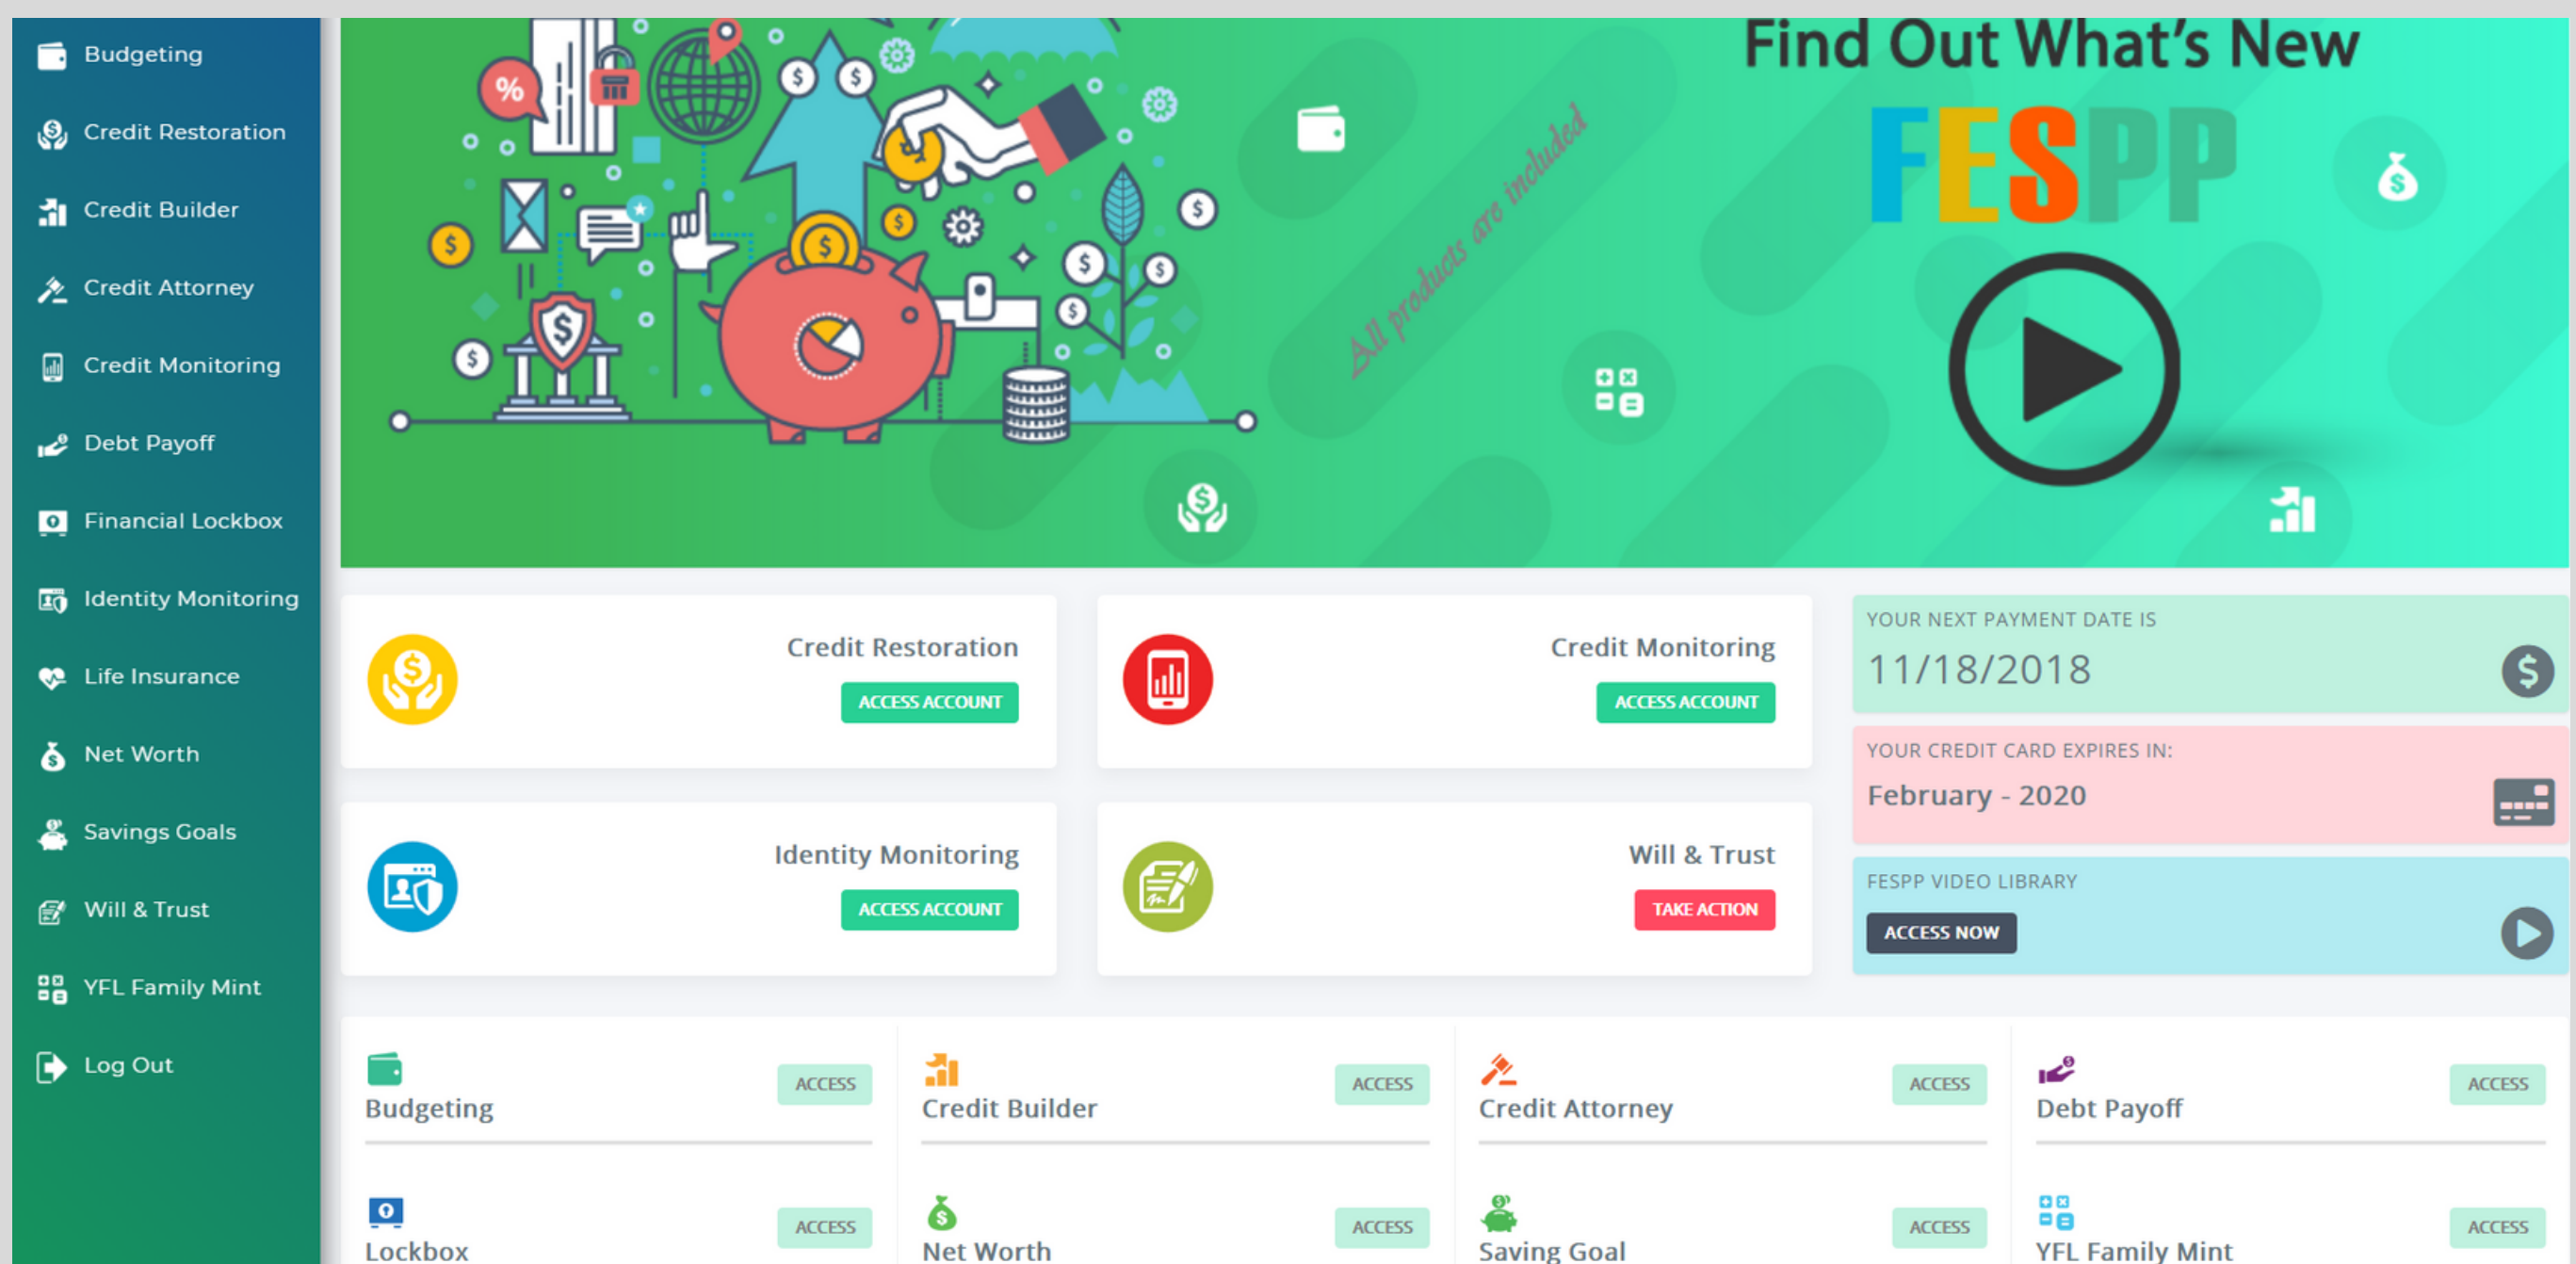 Budgeting
Credit Restoration
Credit Builder
Credit Attorney
Credit Monitoring
Debt Payoff
Financial Lockbox
Identity Monitoring
Life Insurance
Net Worth
Savings Goals
Will & Trust
YFL Family Mint
Log Out
%
All products are included
Find Out What's New
FESPP
Credit Restoration
ACCESS ACCOUNT
Credit Monitoring
ACCESS ACCOUNT
Identity Monitoring
ACCESS ACCOUNT
Will & Trust
TAKE ACTION
YOUR NEXT PAYMENT DATE IS
11/18/2018
YOUR CREDIT CARD EXPIRES IN:
February - 2020
FESPP VIDEO LIBRARY
ACCESS NOW
Budgeting
ACCESS
Credit Builder
ACCESS
Credit Attorney
ACCESS
Debt Payoff
ACCESS
Lockbox
ACCESS
Net Worth
ACCESS
Saving Goal
ACCESS
YFL Family Mint
ACCESS